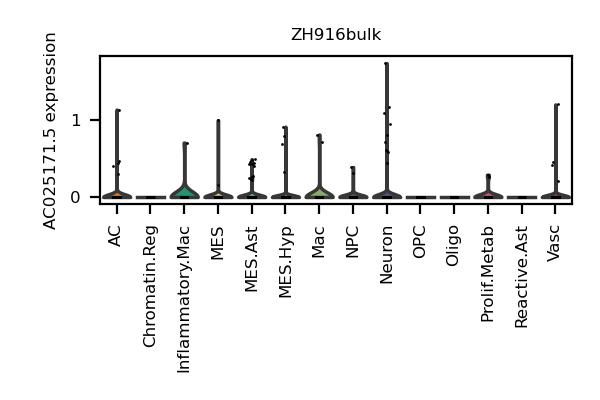 ZH916bulk
AC025171.5 expression
1
0
AC
Chromatin.Reg
Inflammatory.Mac
MES
MES.Ast
MES.Hyp
Mac
NPC
Neuron
OPC
Oligo
Prolif.Metab
Reactive.Ast
Vasc